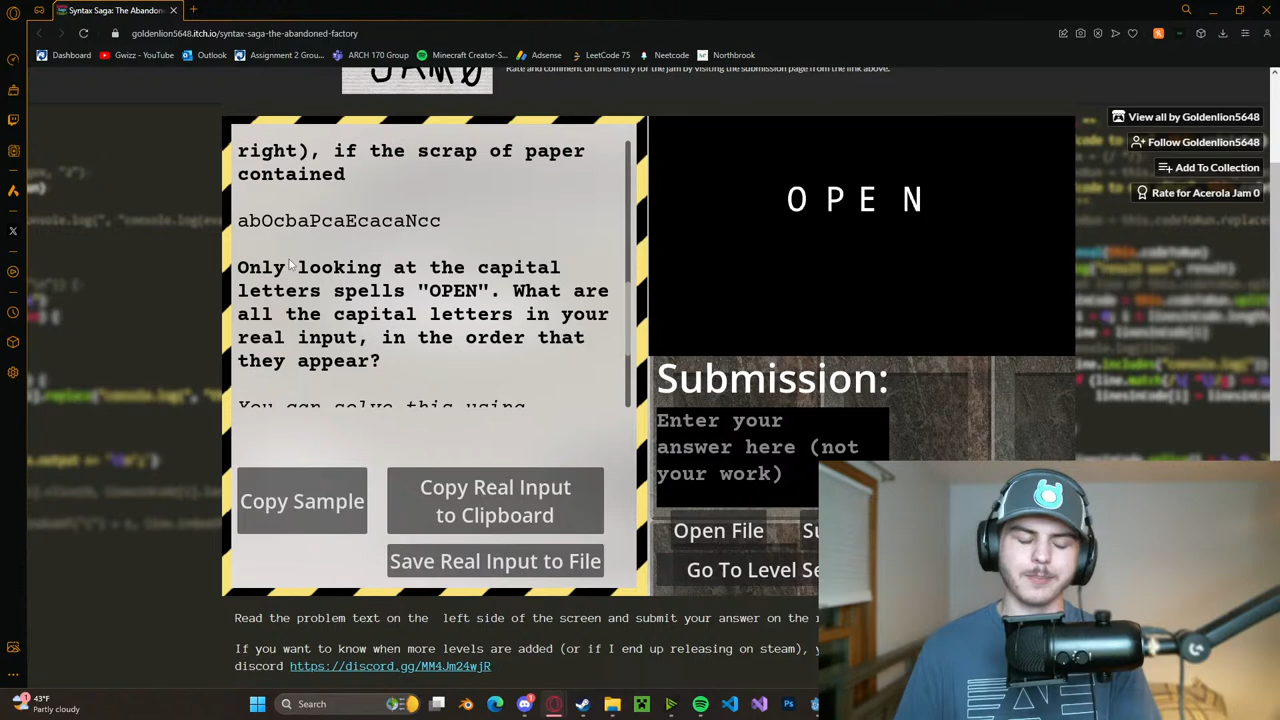 Syntax Saga: The Abandone
goldenlion5648.itch.io/syntax-saga-the-abandoned-factory
Dashboard
Gwizz - YouTube
Outlook
Assignment 2 Grou...
ARCH 170 Group
Minecraft Creator-S...
Adsense
LeetCode 75
Neetcode
Northbrook
Rate and comment on this entry for the jam by visiting the submission page from the link above.
View all by Goldenlion5648
Follow Goldenlion5648
Add To Collection
Rate for Acerola Jam 0
right), if the scrap of paper
contained
abOcbaPcaEcacaNcc
Only looking at the capital
letters spells "OPEN". What are
all the capital letters in your
real input, in the order that
they appear?
You can solve this using
Copy Sample
Copy Real Input
to Clipboard
Save Real Input to File
O P E N
Submission:
Enter your
answer here (not
your work)
Open File
Su
Go To Level Se
Read the problem text on the left side of the screen and submit your answer on the r
If you want to know when more levels are added (or if I end up releasing on steam), y
discord https://discord.gg/MM4Jm24wjR
43°F
Partly cloudy
Search